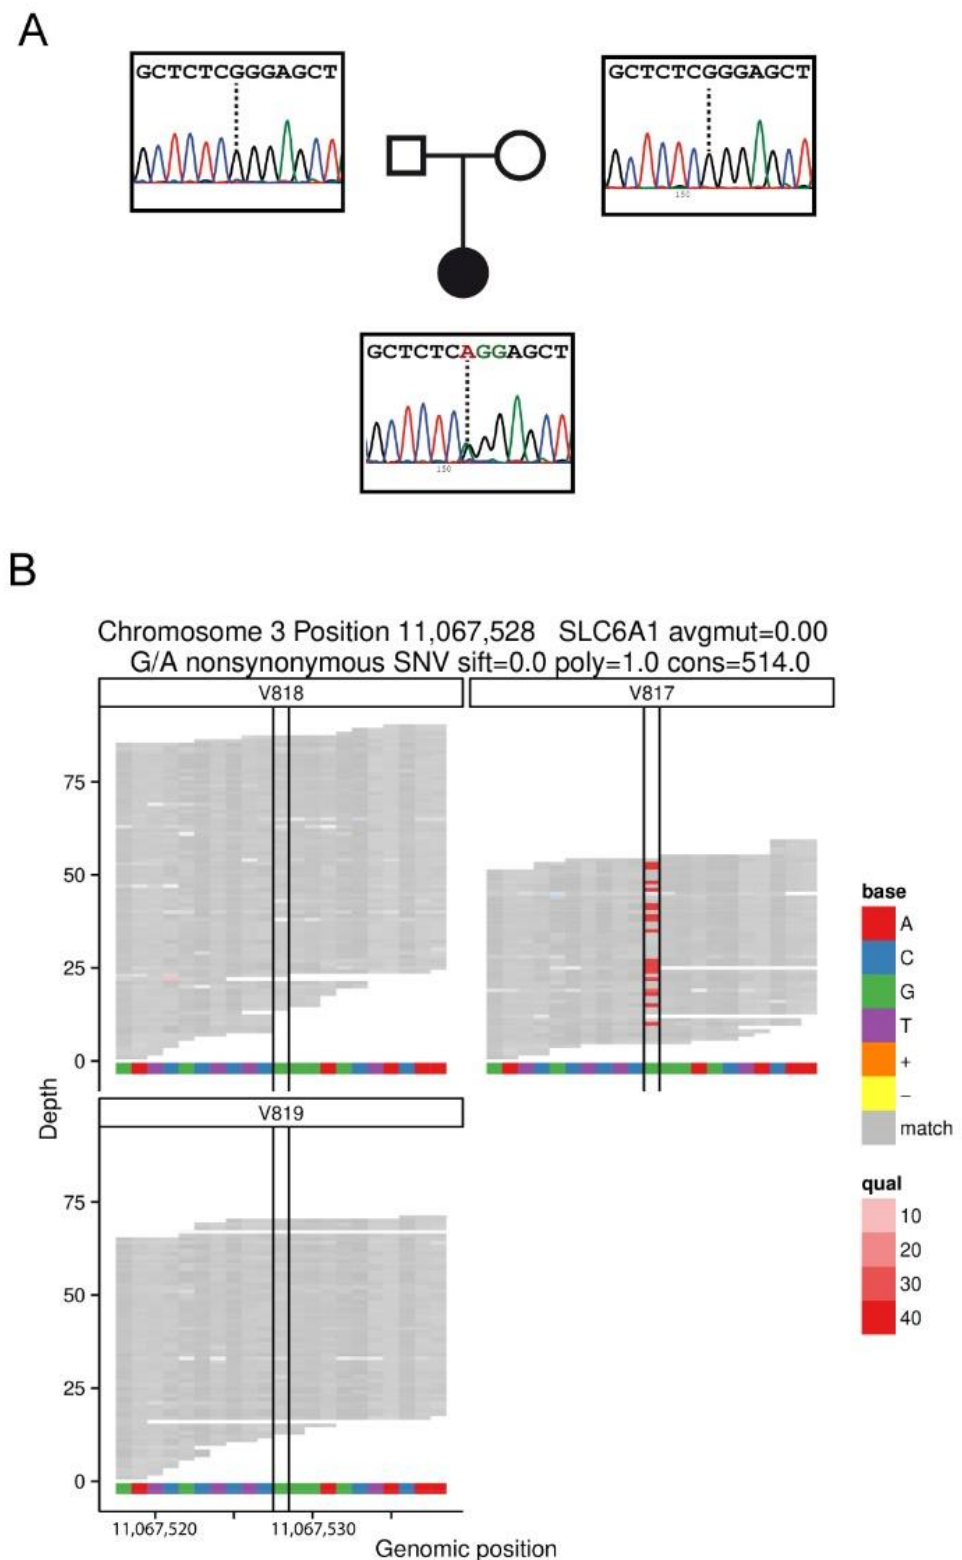 A
GCTCTCGGGAGCT
GCTCTCGGGAGCT
150
GCTCTCAGGAGCT
150
B
Chromosome 3 Position 11,067,528 SLC6A1 avgmut=0.00
G/A nonsynonymous SNV sift=0.0 poly=1.0 cons=514.0
V818
V817
75
50
25
0
base
A
C
G
T
+
–
match
Depth
V819
75
50
25
0
qual
10
20
30
40
11,067,520
11,067,530
Genomic position